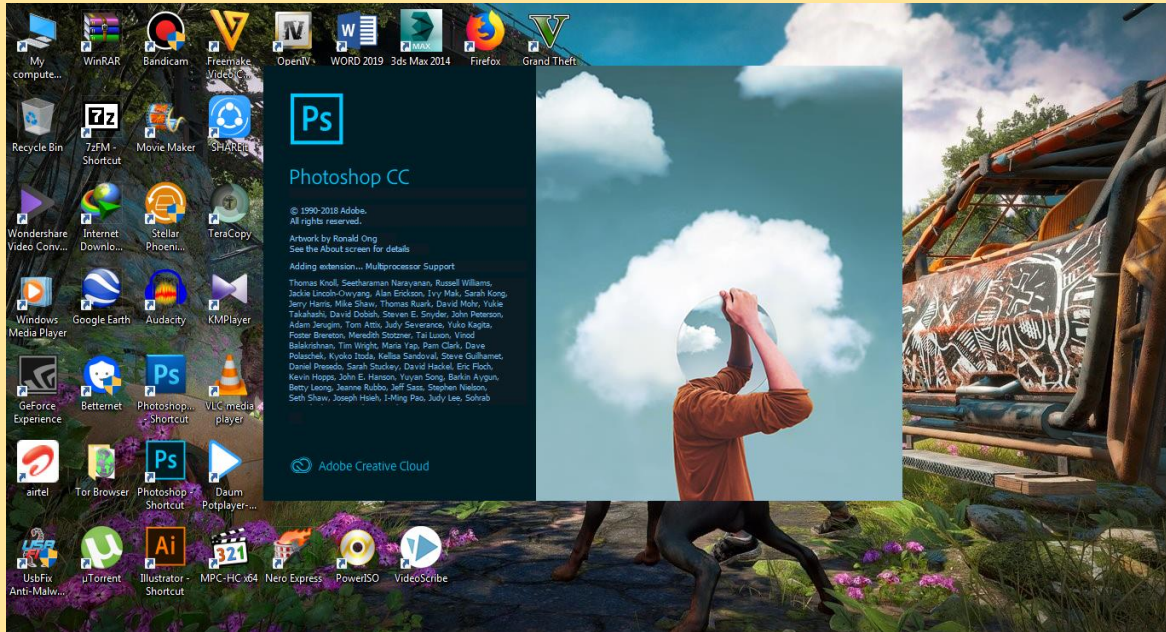 My
compute...
WinRAR
Bandicam
Freemake
Video C...
OpenIV
WORD 2019
3ds Max 2014
Firefox
Grand Theft
Recycle Bin
7z
7zFM -
Shortcut
Movie Maker
SHAREit
Wondershare
Video Conv...
Internet
Downlo...
Stellar
Phoeni...
TeraCopy
Windows
Media Player
Google Earth
Audacity
KMPlayer
GeForce
Experience
Betternet
Ps
Photoshop...
- Shortcut
VLC media
player
airtel
Tor Browser
Ps
Photoshop -
Shortcut
Daum
Potplayer-...
UsbFix
Anti-Malw...
µTorrent
Ai
Illustrator -
Shortcut
321
MPC-HC x64
Nero Express
PowerISO
VideoScribe
Ps
Photoshop CC
© 1990-2018 Adobe.
All rights reserved.
Artwork by Ronald Ong
See the About screen for details
Adding extension... Multiprocessor Support
Thomas Knoll, Seetharaman Narayanan, Russell Williams,
Jackie Lincoln-Owyang, Alan Erickson, Ivy Mak, Sarah Kong,
Jerry Harris, Mike Shaw, Thomas Ruark, David Mohr, Yukie
Takahashi, David Dobish, Steven E. Snyder, John Peterson,
Adam Jerugim, Tom Attix, Judy Severance, Yuko Kagita,
Foster Brereton, Meredith Stotzner, Tai Luxon, Vinod
Balakrishnan, Tim Wright, Maria Yap, Pam Clark, Dave
Polaschek, Kyoko Itoda, Kellisa Sandoval, Steve Guilhamet,
Daniel Presedo, Sarah Stuckey, David Hackel, Eric Floch,
Kevin Hopps, John E. Hanson, Yuyan Song, Barkin Aygun,
Betty Leong, Jeanne Rubbo, Jeff Sass, Stephen Nielson,
Seth Shaw, Joseph Hsieh, I-Ming Pao, Judy Lee, Sohrab
Adobe Creative Cloud